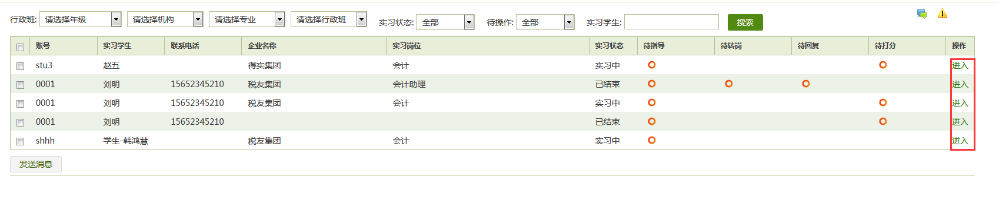 行政班: 请选择年级 请选择机构 请选择专业 请选择行政班 实习状态: 全部 待操作: 全部 实习学生: 搜索
账号 实习学生 联系电话 企业名称 实习岗位 实习状态 待指导 待转岗 待回复 待打分 操作
stu3 赵五 得实集团 会计 实习中 进入
0001 刘明 15652345210 税友集团 会计助理 已结束 进入
0001 刘明 15652345210 税友集团 会计 实习中 进入
0001 刘明 15652345210 已结束 进入
shhh 学生-韩鸿慧 税友集团 会计 实习中 进入
发送消息